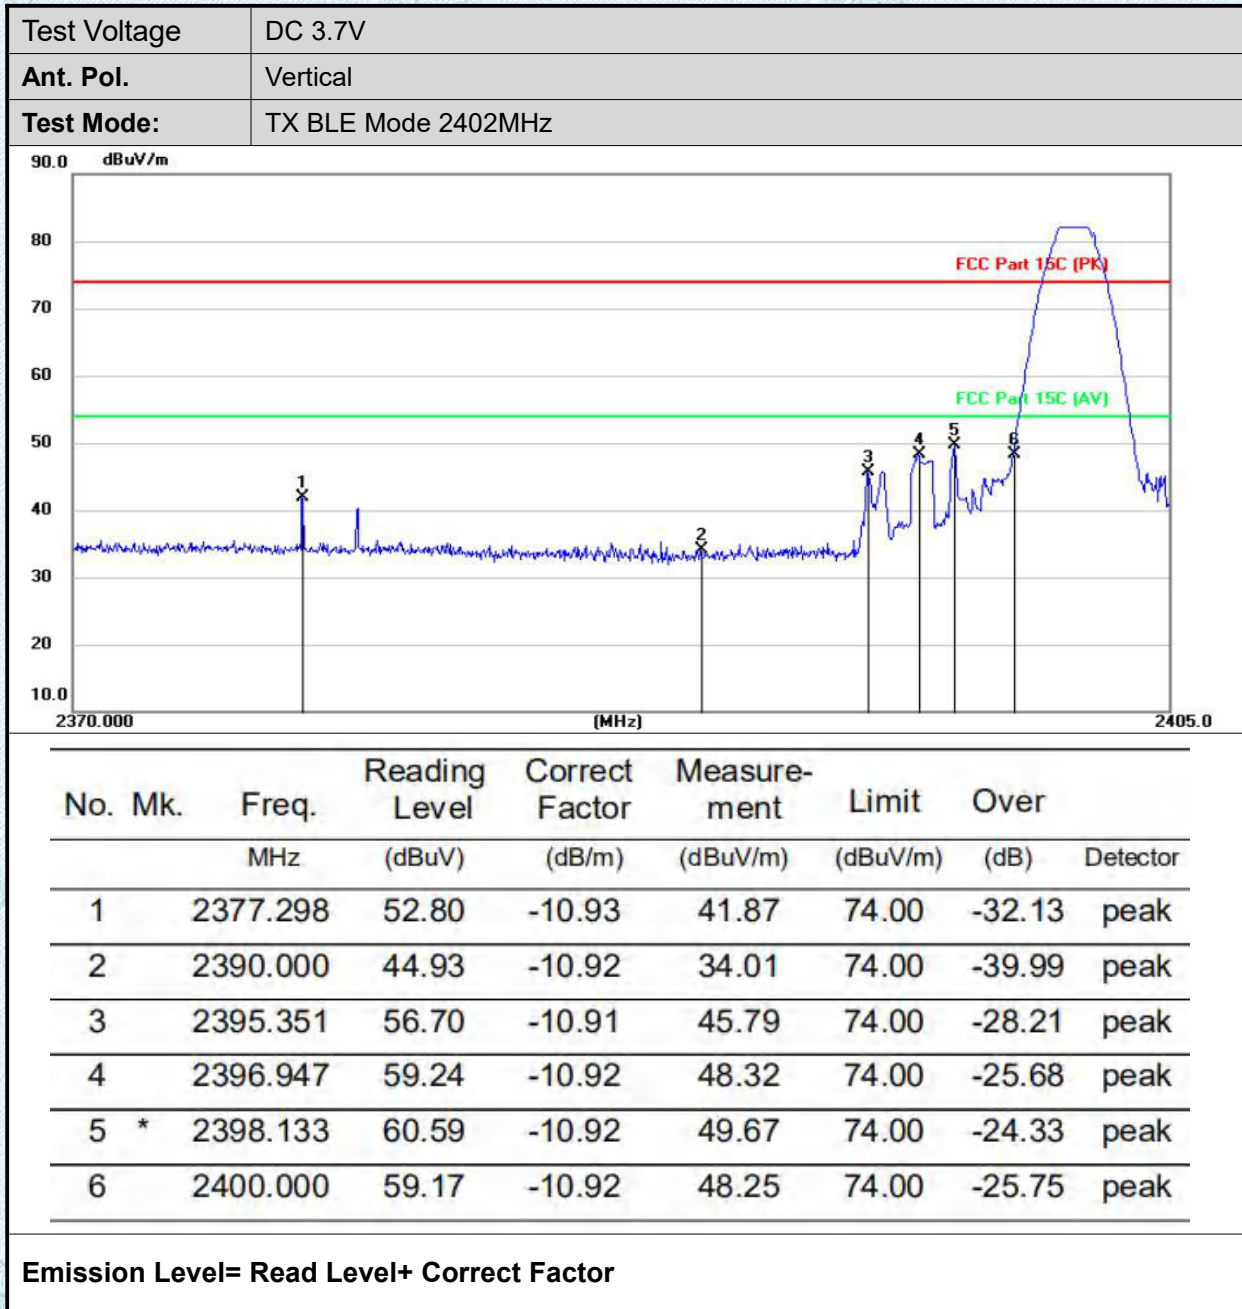 Test Voltage DC 3.7V
Ant. Pol. Vertical
Test Mode: TX BLE Mode 2402MHz
90.0 dBuV/m
80
FCC Part 15C (PK)
70
60
FCC Part 15C (AV)
50
40
30
20
10.0
1
2
3
4
5
6
2370.000 (MHz) 2405.0
No. Mk. Freq. Reading Level Correct Factor Measure-ment Limit Over
MHz (dBuV) (dB/m) (dBuV/m) (dBuV/m) (dB) Detector
1 2377.298 52.80 -10.93 41.87 74.00 -32.13 peak
2 2390.000 44.93 -10.92 34.01 74.00 -39.99 peak
3 2395.351 56.70 -10.91 45.79 74.00 -28.21 peak
4 2396.947 59.24 -10.92 48.32 74.00 -25.68 peak
5 * 2398.133 60.59 -10.92 49.67 74.00 -24.33 peak
6 2400.000 59.17 -10.92 48.25 74.00 -25.75 peak
Emission Level= Read Level+ Correct Factor